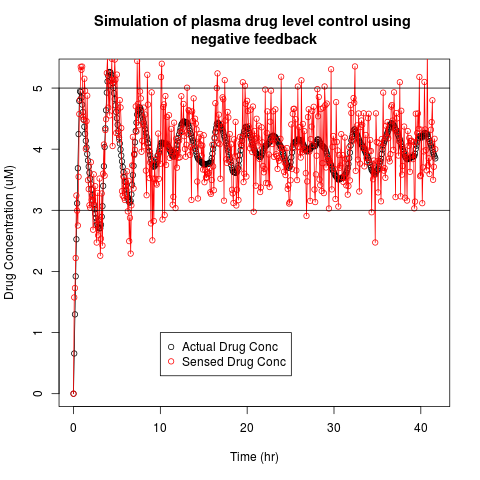 Simulation of plasma drug level control using
negative feedback
Drug Concentration (uM)
5
4
3
2
1
0
Actual Drug Conc
Sensed Drug Conc
0
10
20
30
40
Time (hr)